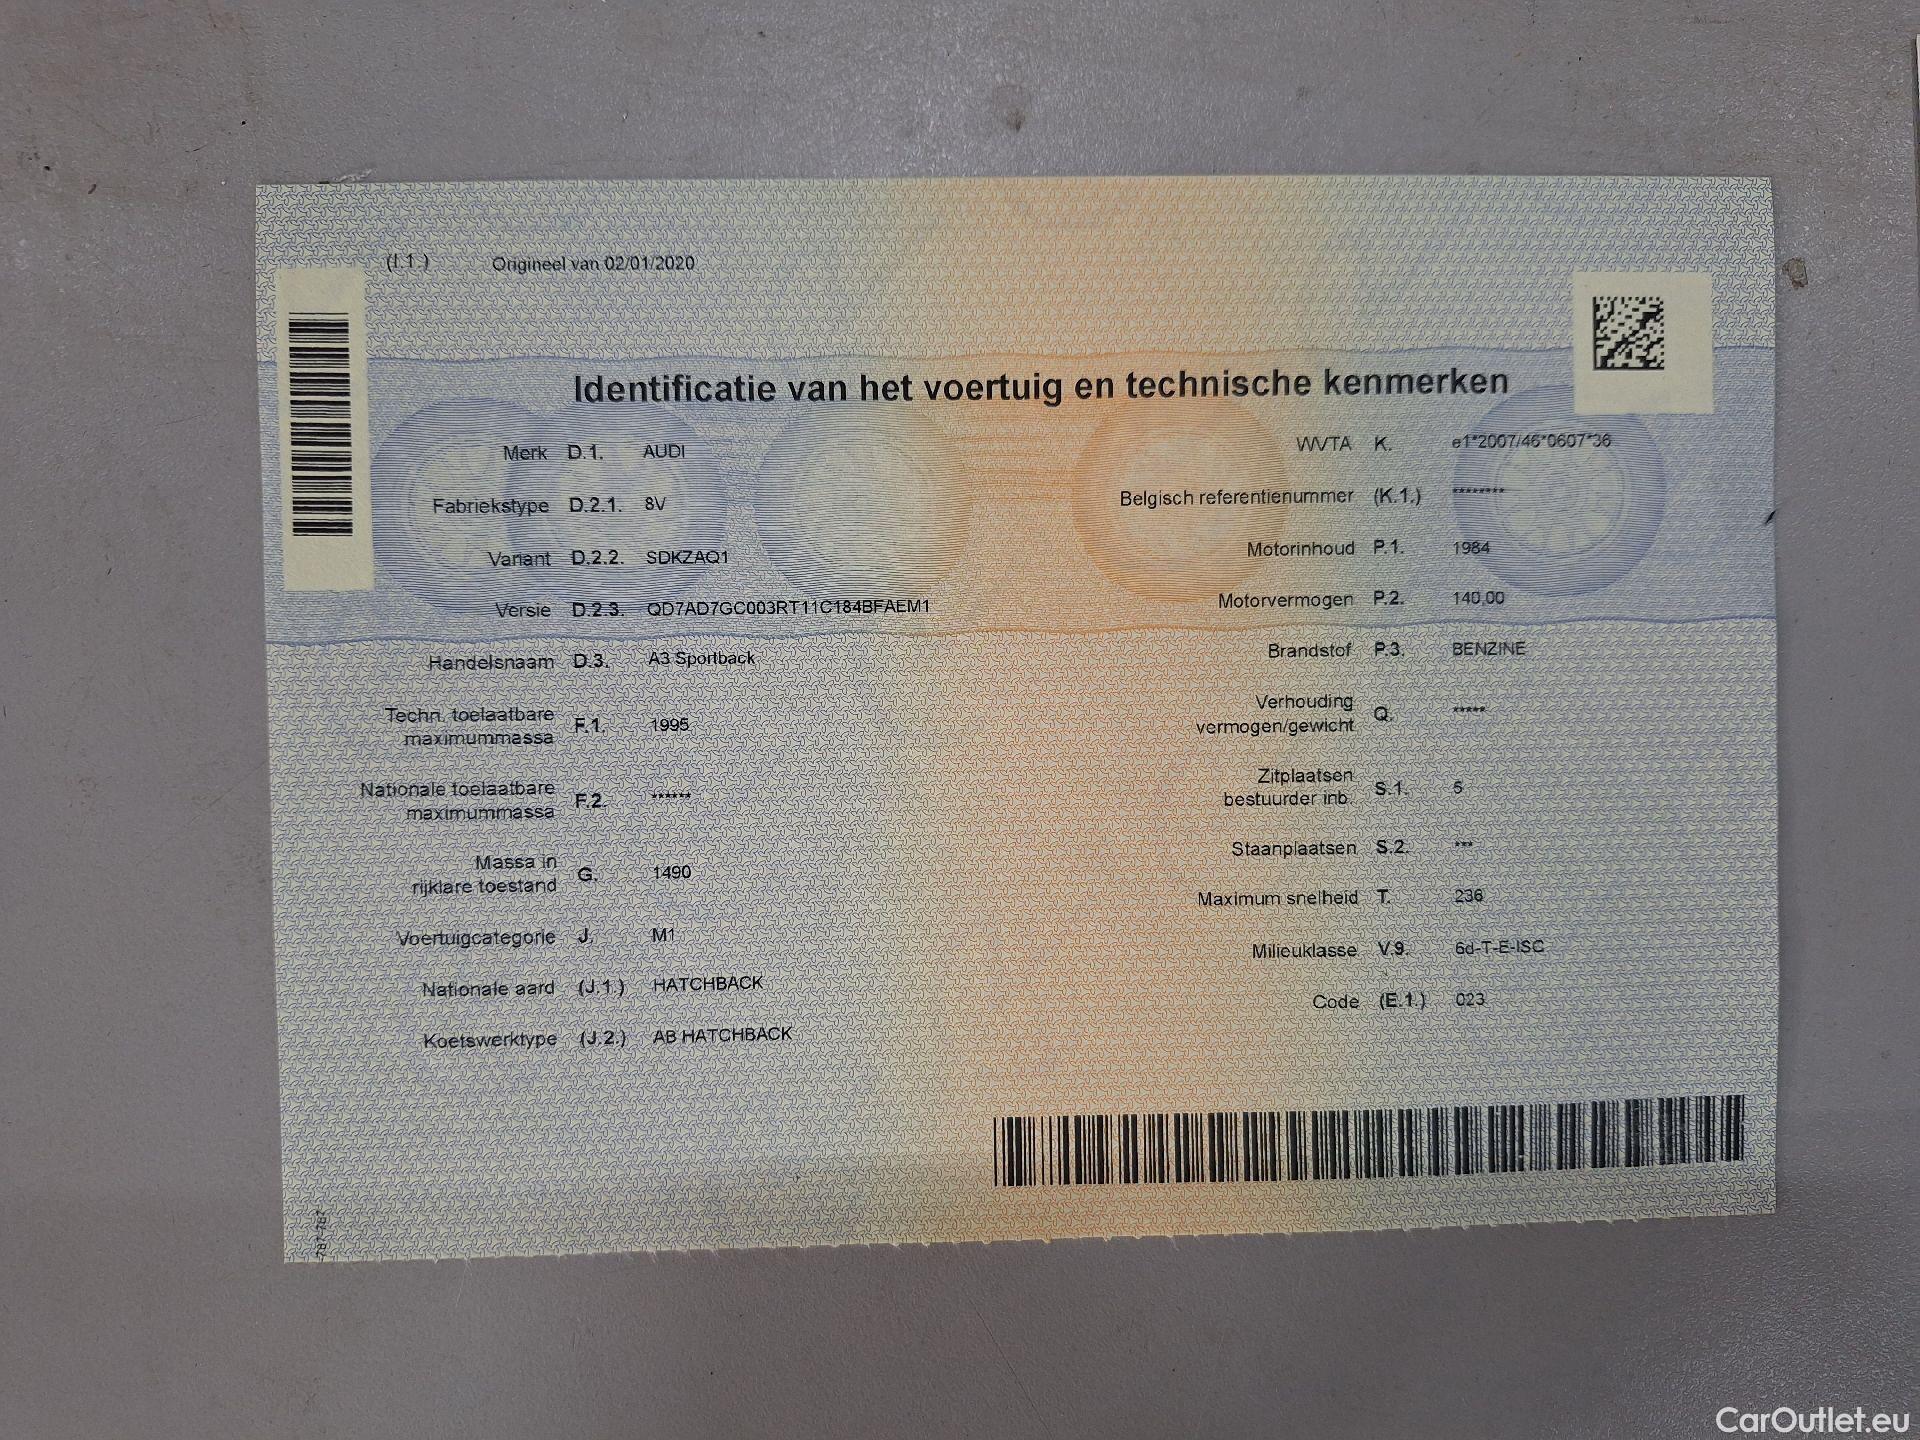 (I.1.) Origineel van 02/01/2020
Identificatie van het voertuig en technische kenmerken
Merk D.1. AUDI
Fabriekstype D.2.1. 8V
Variant D.2.2. SDKZAQ1
Versie D.2.3. QD7AD7GC003RT11C184BFAEM1
Handelsnaam D.3. A3 Sportback
Techn. toelaatbare
maximummassa F.1. 1995
Nationale toelaatbare
maximummassa F.2. ******
Massa in
rijklare toestand G. 1490
Voertuigcategorie J. M1
Nationale aard (J.1.) HATCHBACK
Koetswerktype (J.2.) AB HATCHBACK
WVTA K. e1*2007/46*0607*36
Belgisch referentienummer (K.1.) ********
Motorinhoud P.1. 1984
Motorvermogen P.2. 140,00
Brandstof P.3. BENZINE
Verhouding
vermogen/gewicht Q. *****
Zitplaatsen
bestuurder inb. S.1. 5
Staanplaatsen S.2. ***
Maximum snelheid T. 236
Milieuklasse V.9. 6d-T-E-ISC
Code (E.1.) 023
787-787
CarOutlet.eu